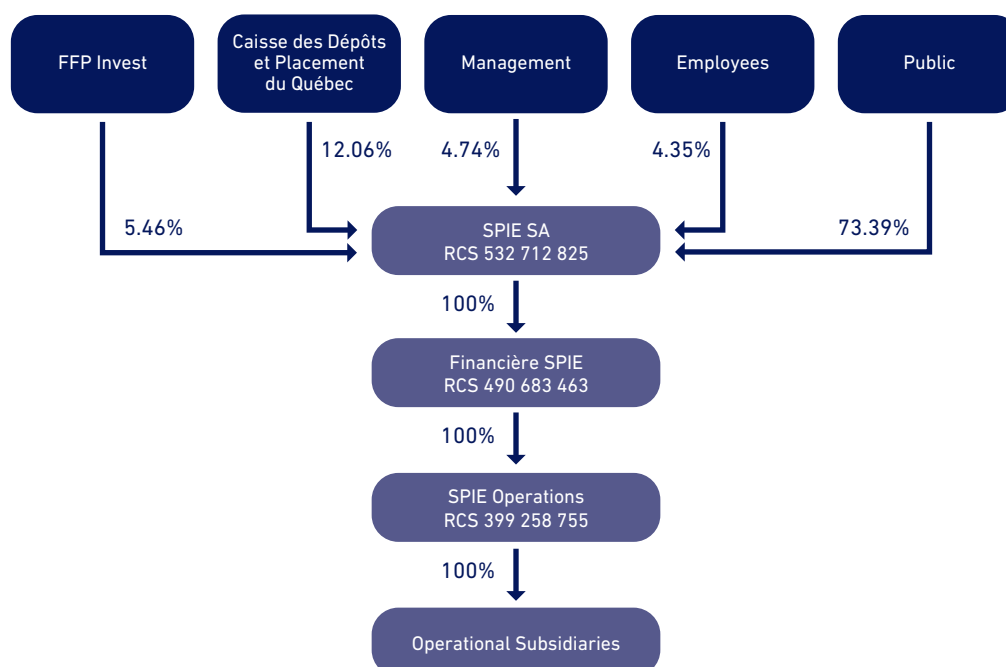 FFP Invest
Caisse des Dépôts
et Placement
du Québec
Management
Employees
Public
12.06%
4.74%
4.35%
5.46%
73.39%
SPIE SA
RCS 532 712 825
100%
Financière SPIE
RCS 490 683 463
100%
SPIE Operations
RCS 399 258 755
100%
Operational Subsidiaries